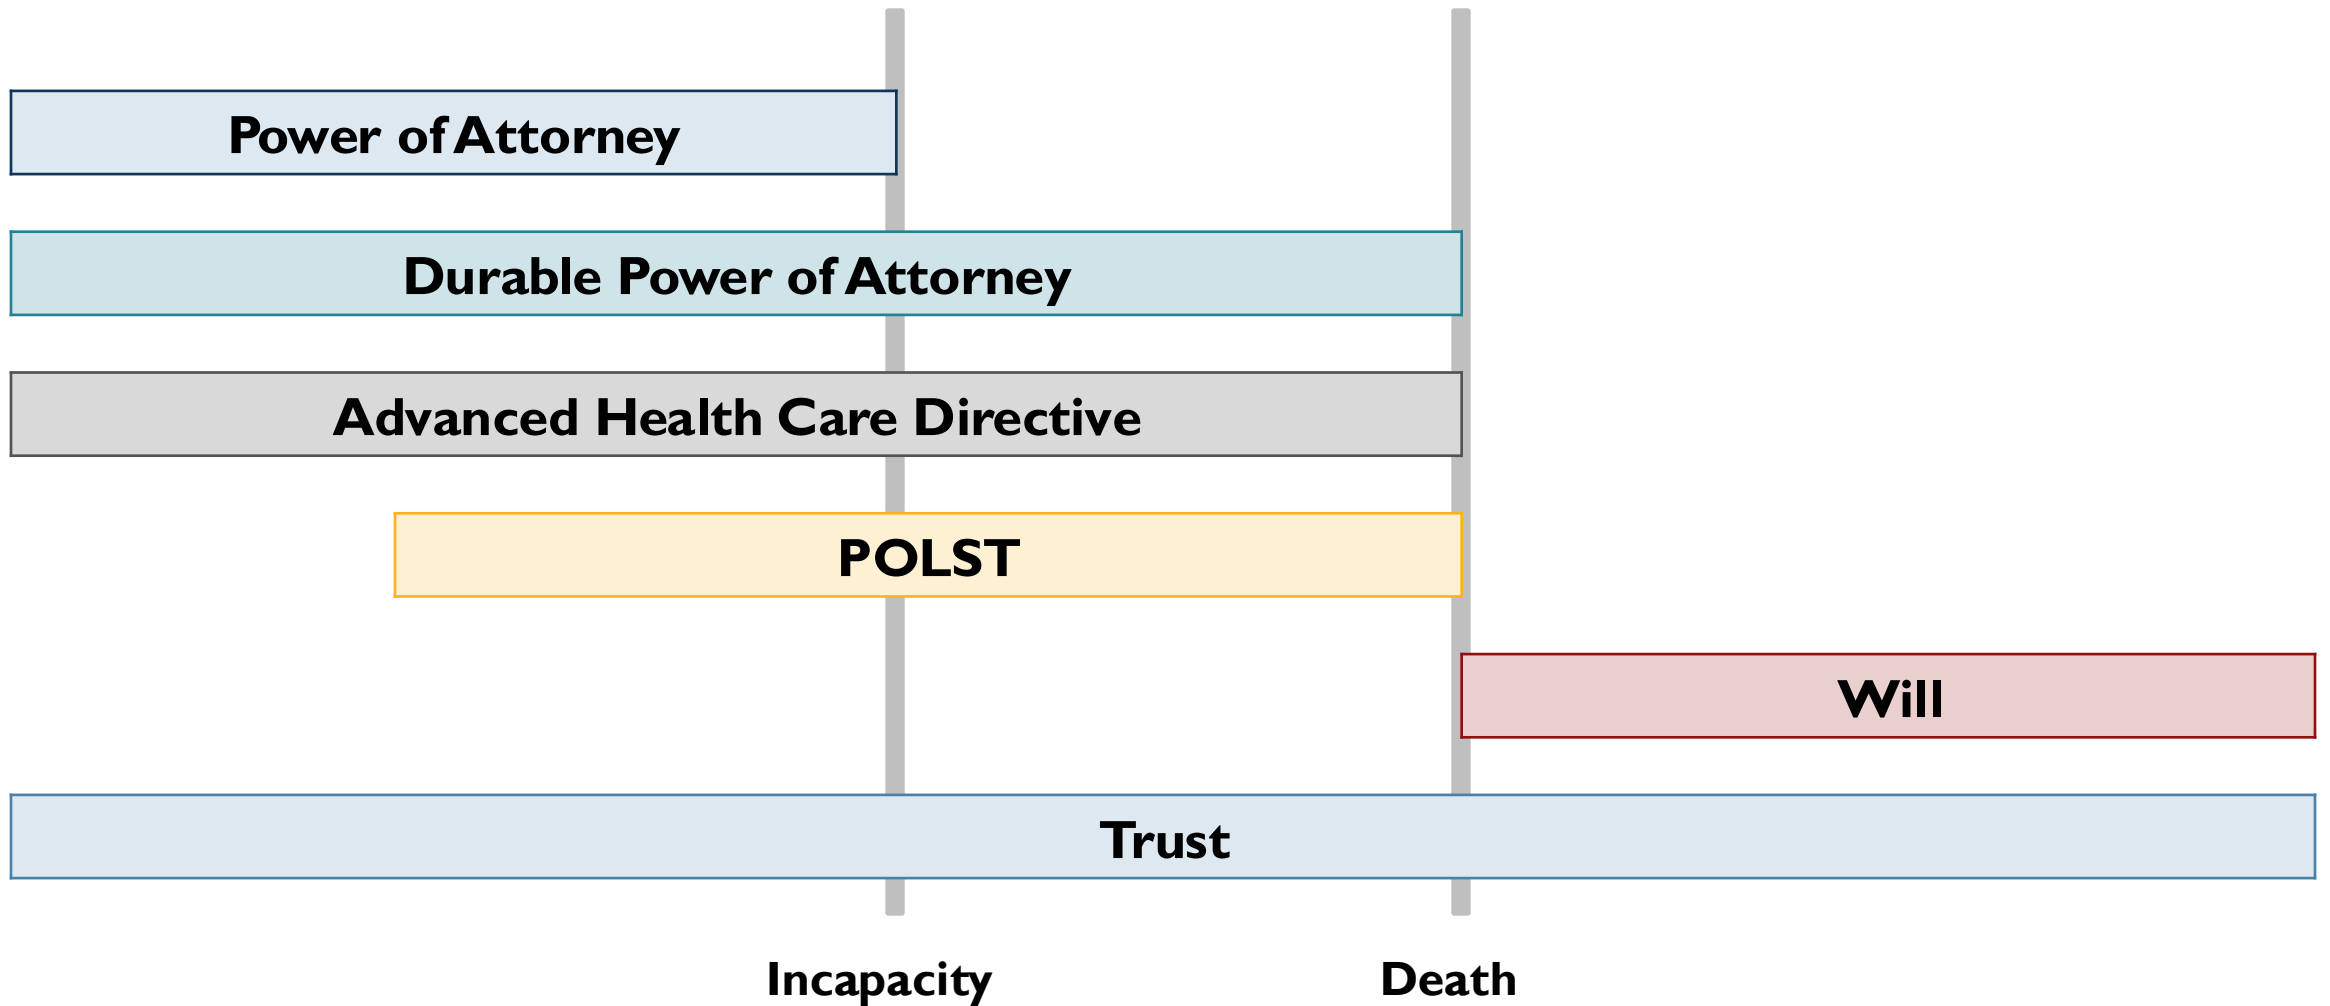 Power of Attorney
Durable Power of Attorney
Advanced Health Care Directive
POLST
Will
Trust
Incapacity
Death